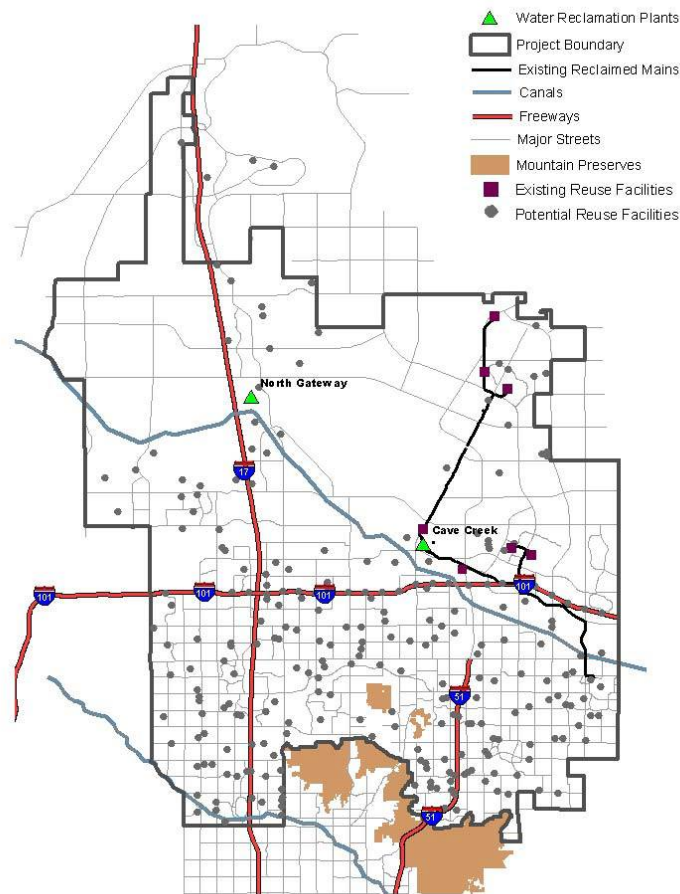 Water Reclamation Plants
Project Boundary
Existing Reclaimed Mains
Canals
Freeways
Major Streets
Mountain Preserves
Existing Reuse Facilities
Potential Reuse Facilities
North Gateway
17
Cave Creek
101
101
101
101
51
51